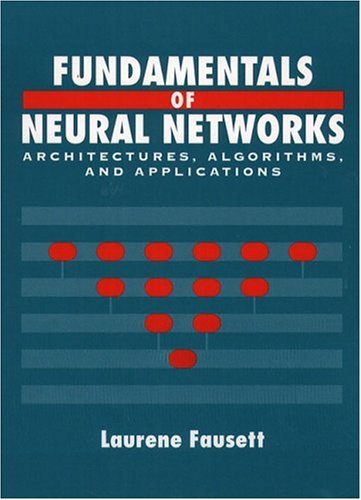 FUNDAMENTALS
OF
NEURAL NETWORKS
ARCHITECTURES, ALGORITHMS,
AND APPLICATIONS
Laurene Fausett